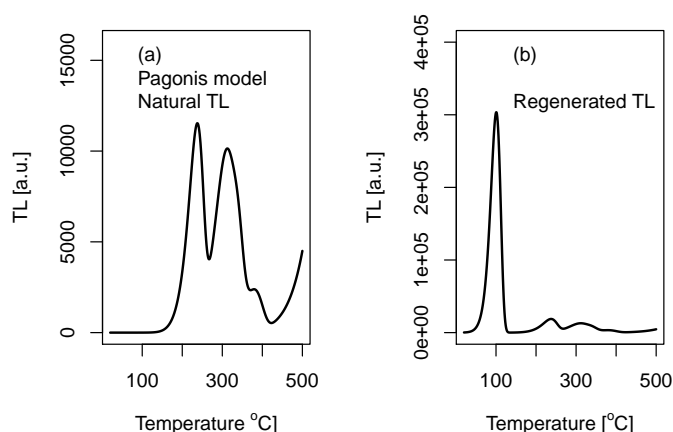 (a)
Pagonis model
Natural TL
TL [a.u.]
0
5000
10000
15000
100
300
500
Temperature °C]
(b)
Regenerated TL
TL [a.u.]
0e+00
1e+05
2e+05
3e+05
4e+05
100
300
500
Temperature [°C]